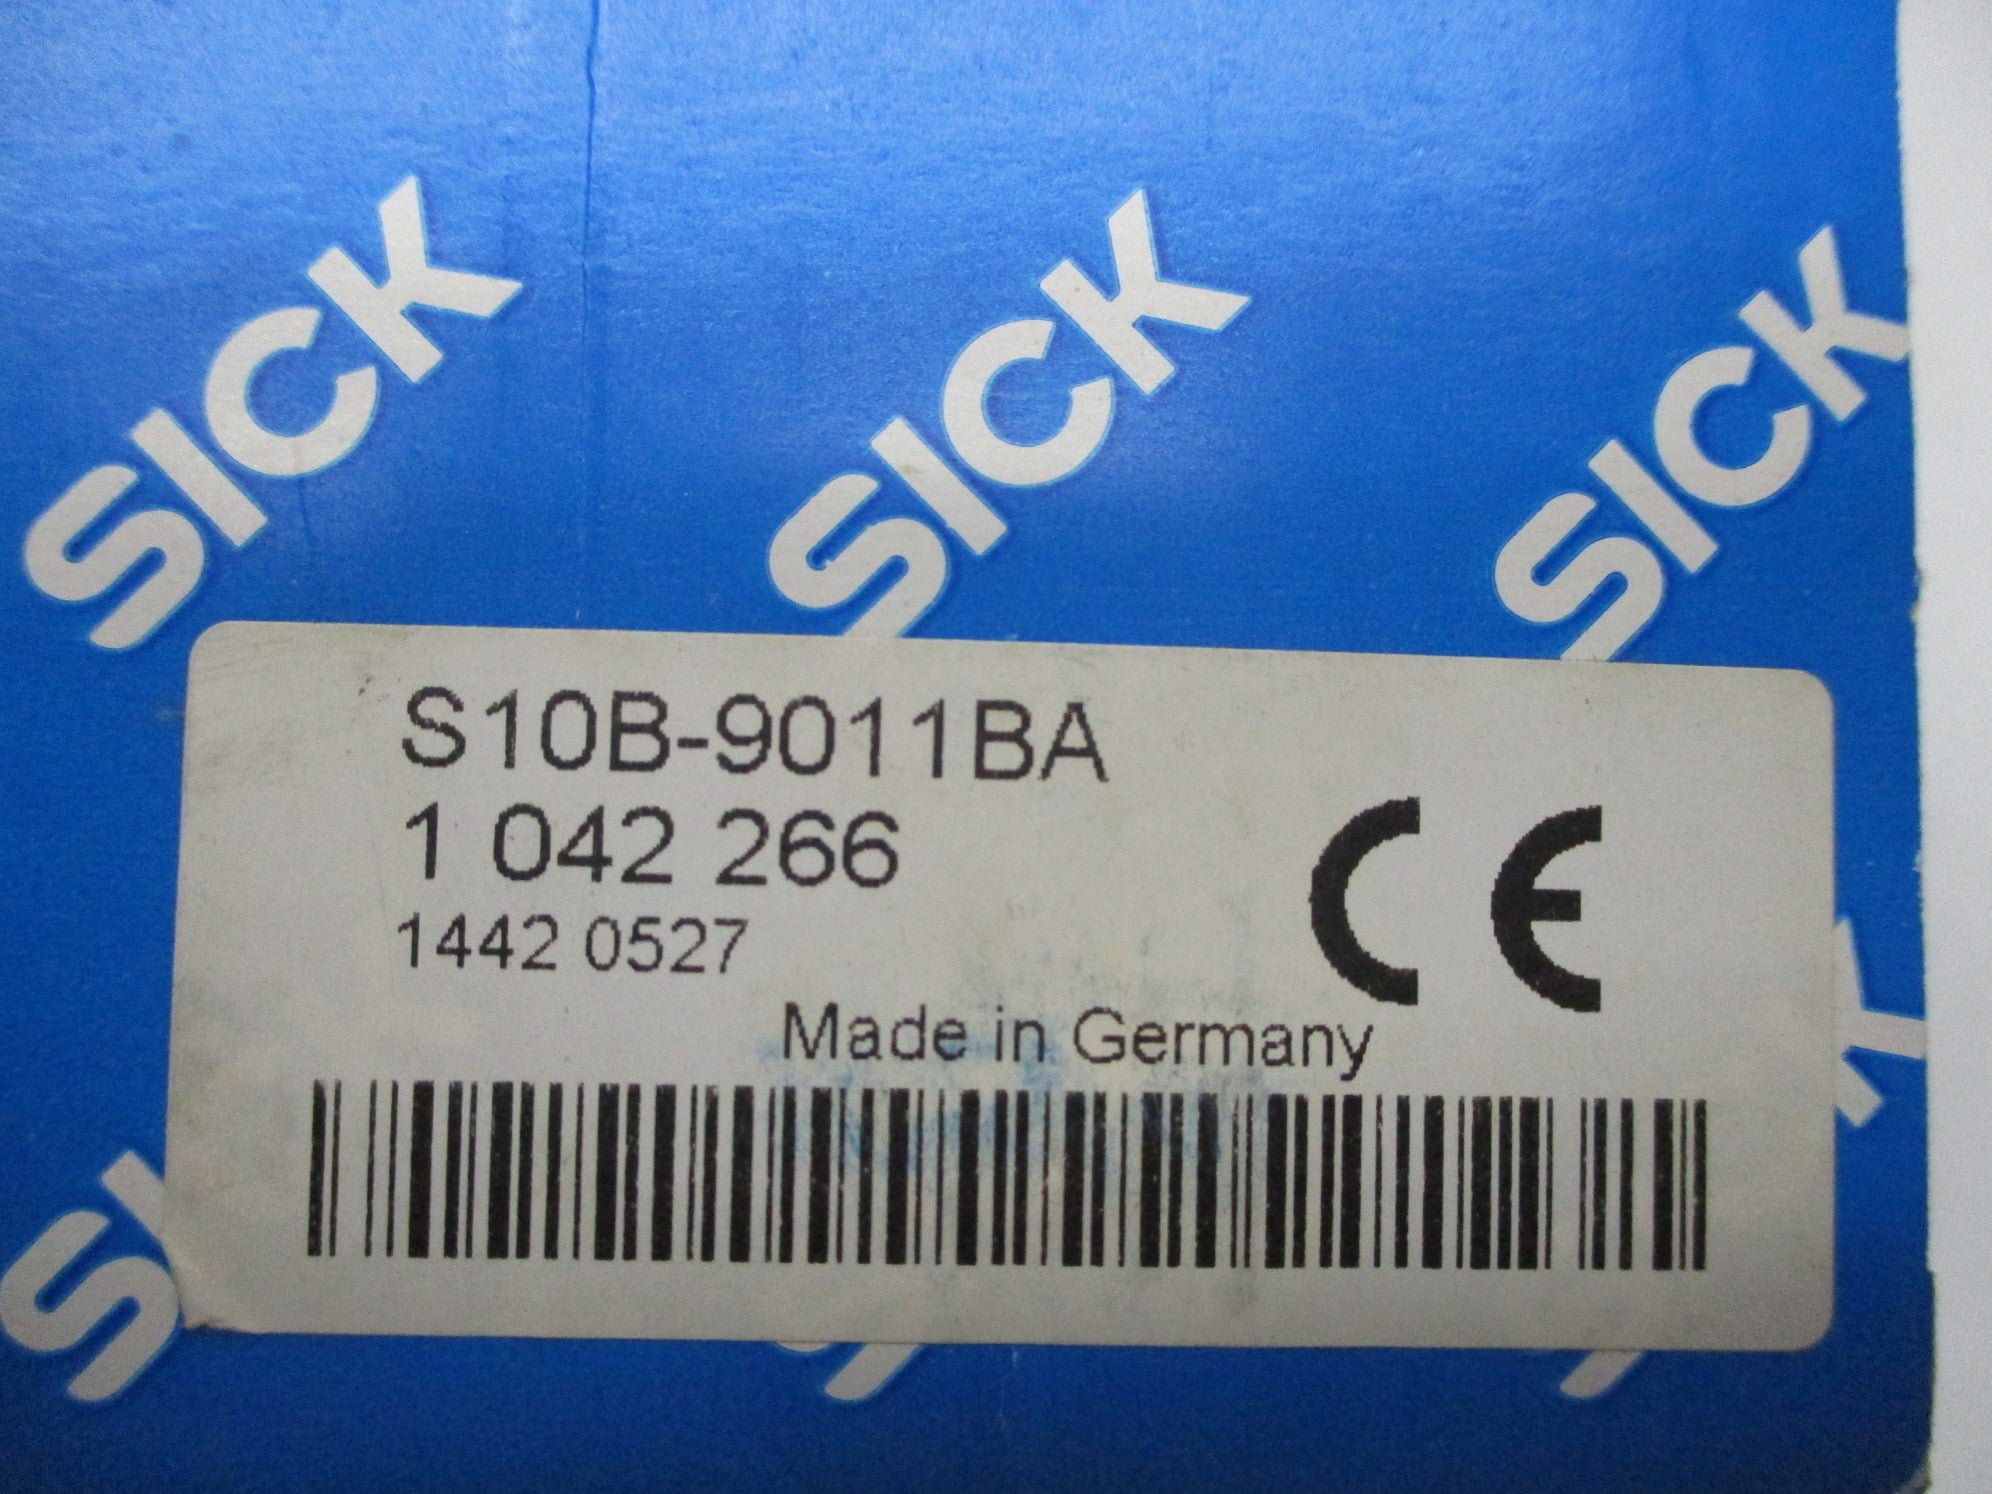 SICK SICK SICK
S10B-9011BA
1 042 266
1442 0527
CE
Made in Germany